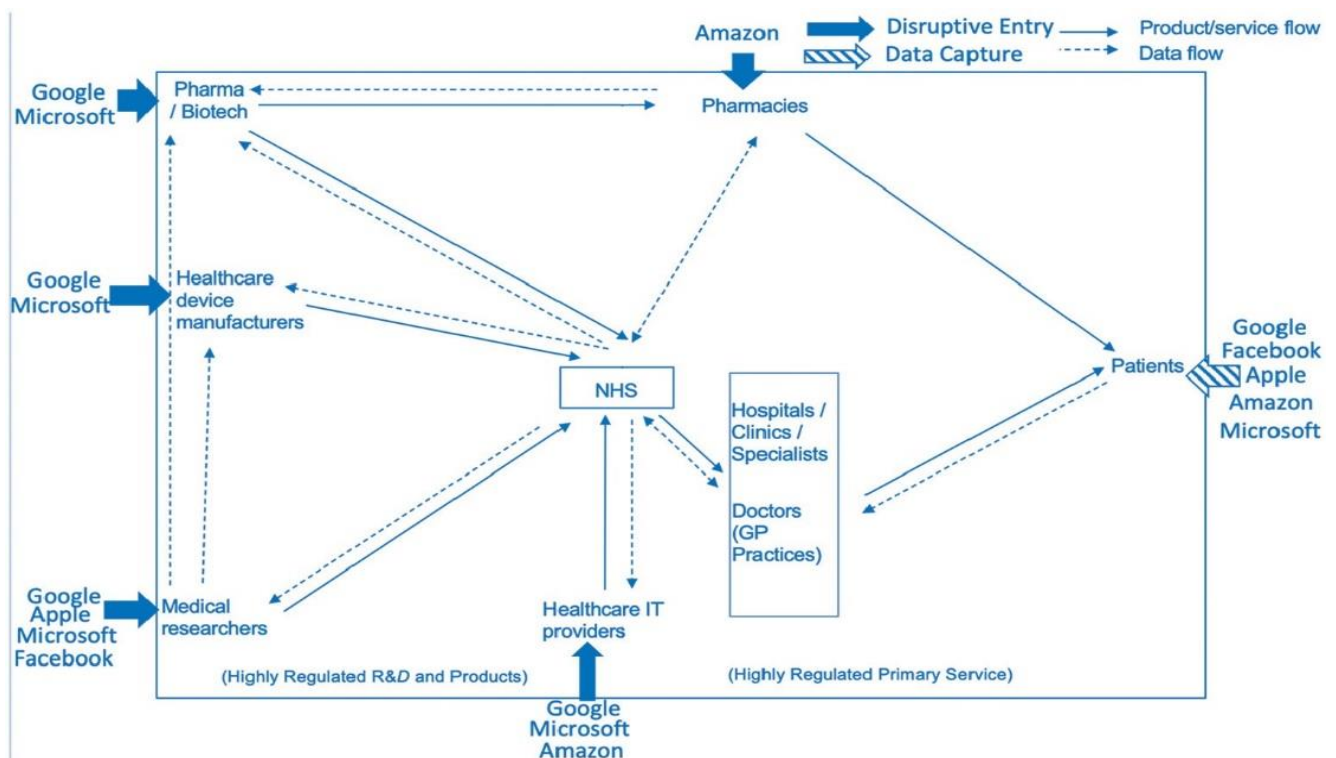 Amazon
Disruptive Entry
Data Capture
Product/service flow
Data flow
Google
Microsoft
Pharma
/ Biotech
Pharmacies
Google
Microsoft
Healthcare
device
manufacturers
NHS
Hospitals /
Clinics /
Specialists
Doctors
(GP
Practices)
Patients
Google
Facebook
Apple
Amazon
Microsoft
Google
Apple
Microsoft
Facebook
Medical
researchers
Healthcare IT
providers
(Highly Regulated R&D and Products)
(Highly Regulated Primary Service)
Google
Microsoft
Amazon